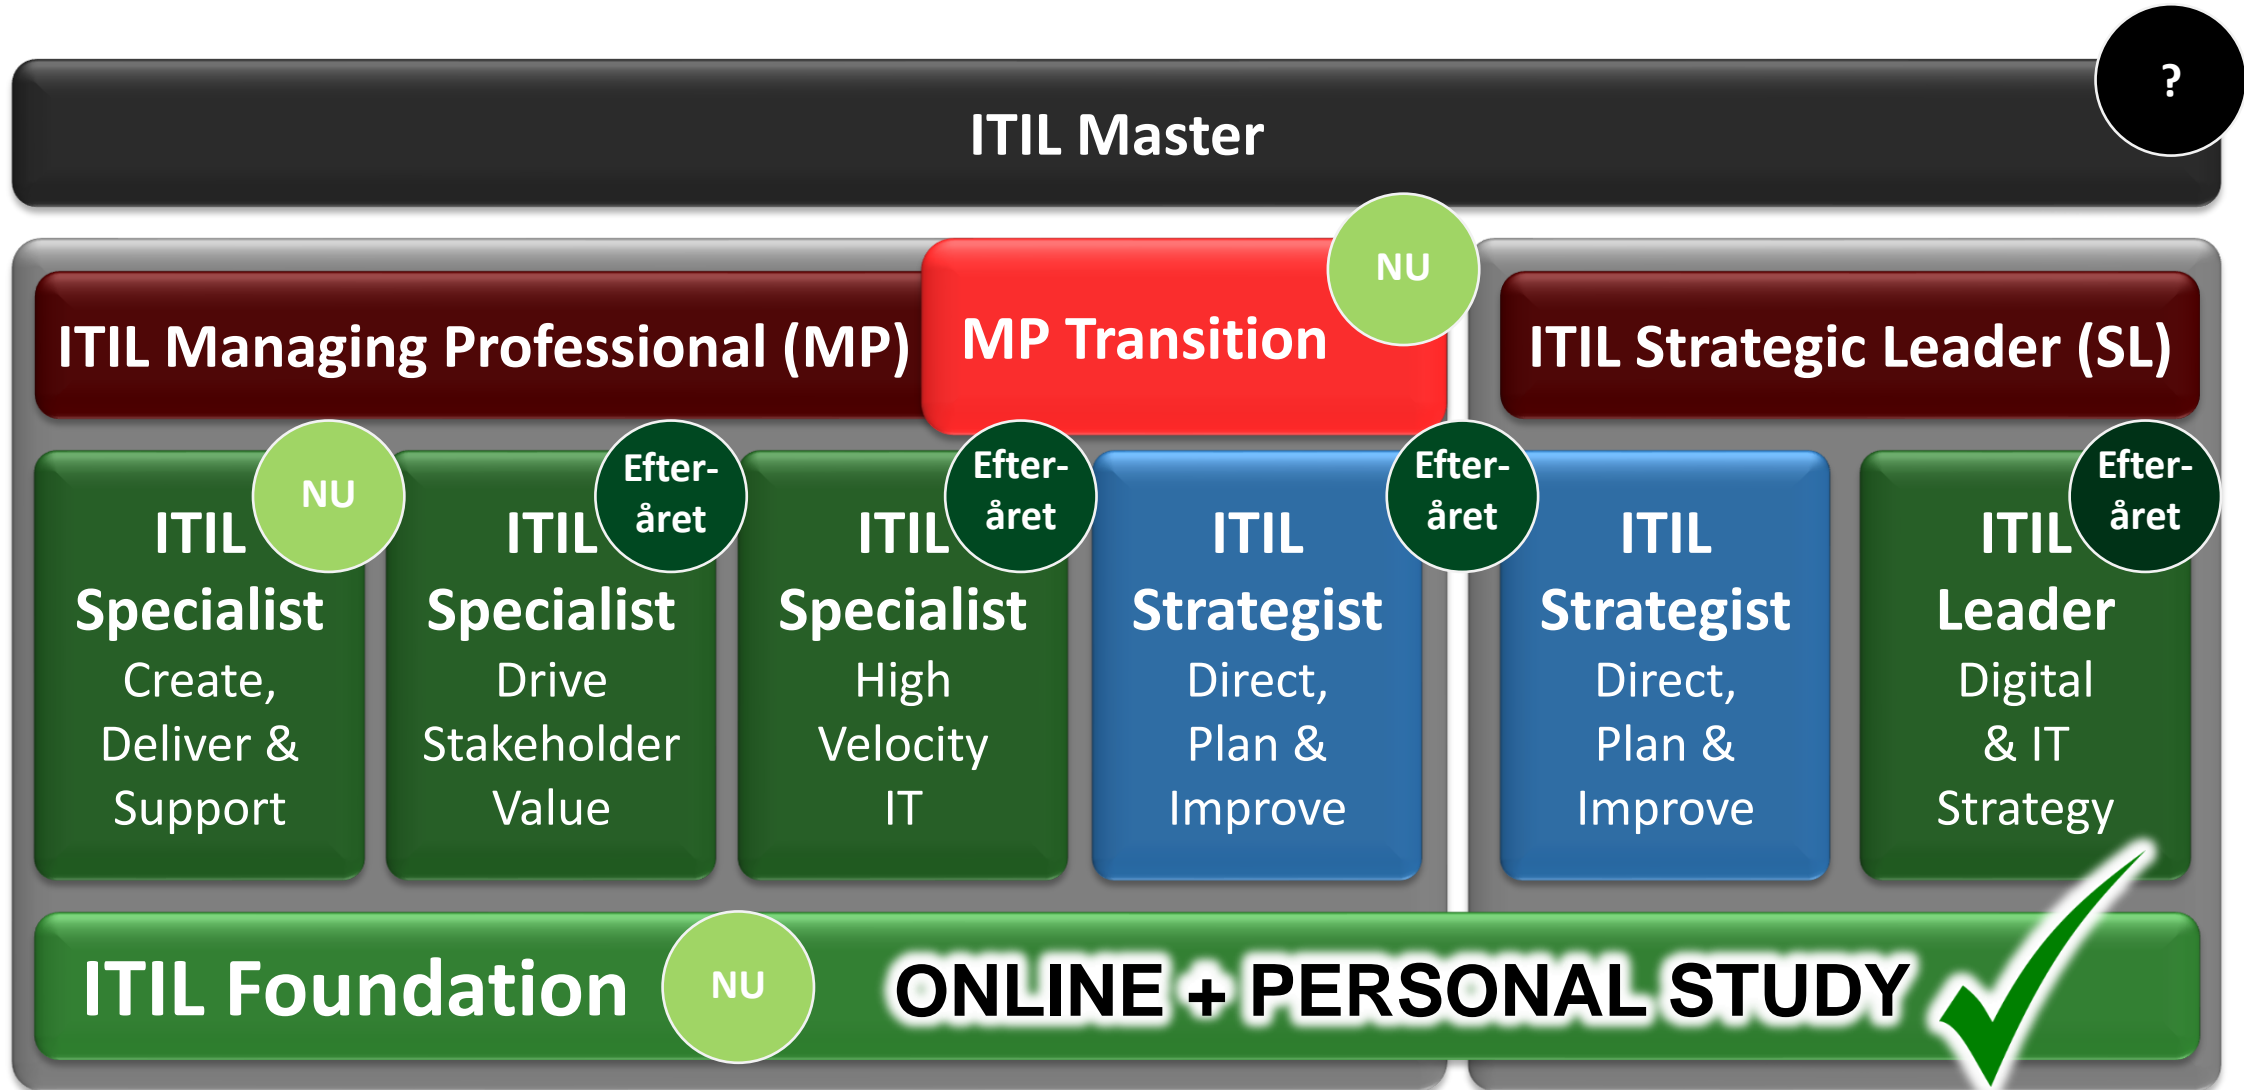 ?
ITIL Master
NU
ITIL Managing Professional (MP)
MP Transition
ITIL Strategic Leader (SL)
NU
ITIL
Specialist
Create,
Deliver &
Support
Efter-
året
ITIL
Specialist
Drive
Stakeholder
Value
Efter-
året
ITIL
Specialist
High
Velocity
IT
Efter-
året
ITIL
Strategist
Direct,
Plan &
Improve
ITIL
Strategist
Direct,
Plan &
Improve
Efter-
året
ITIL
Leader
Digital
& IT
Strategy
ITIL Foundation
NU
ONLINE + PERSONAL STUDY